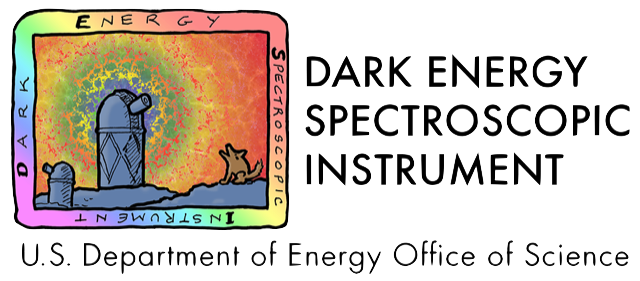 DARK
ENERGY
SPECTROSCOPIC
INSTRUMENT
DARK ENERGY
SPECTROSCOPIC
INSTRUMENT
U.S. Department of Energy Office of Science